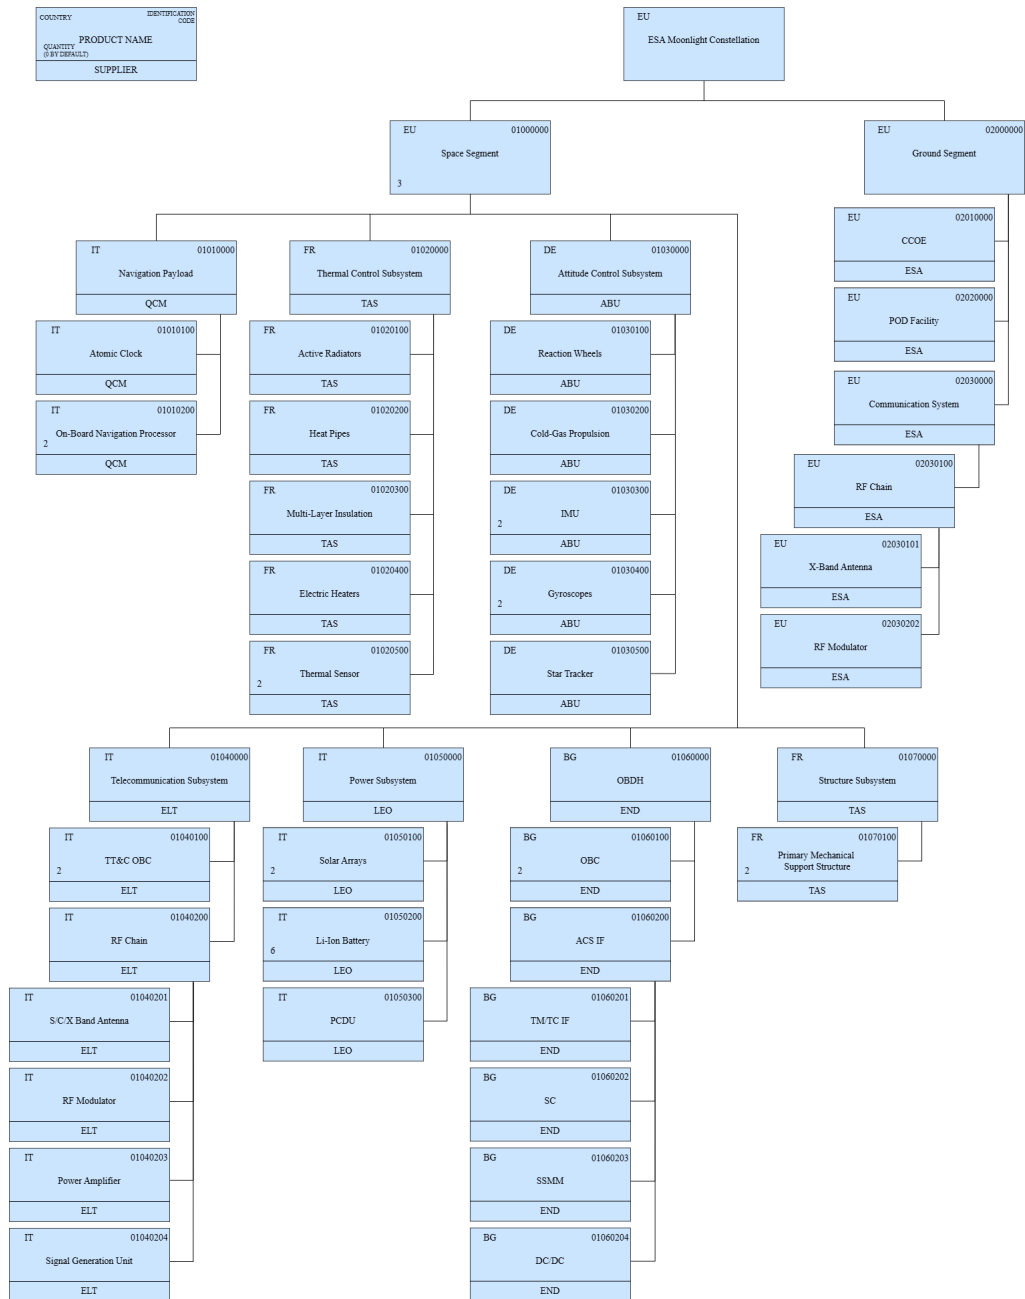 COUNTRY
IDENTIFICATION
CODE
PRODUCT NAME
QUANTITY
(0 BY DEFAULT)
SUPPLIER
EU
ESA Moonlight Constellation
EU 01000000
Space Segment
3
EU 02000000
Ground Segment
EU 02010000
CCOE
ESA
EU 02020000
POD Facility
ESA
EU 02030000
Communication System
ESA
EU 02030100
RF Chain
ESA
EU 02030101
X-Band Antenna
ESA
EU 02030202
RF Modulator
ESA
IT 01010000
Navigation Payload
QCM
IT 01010100
Atomic Clock
QCM
IT 01010200
On-Board Navigation Processor
2
QCM
FR 01020000
Thermal Control Subsystem
TAS
FR 01020100
Active Radiators
TAS
FR 01020200
Heat Pipes
TAS
FR 01020300
Multi-Layer Insulation
TAS
FR 01020400
Electric Heaters
TAS
FR 01020500
Thermal Sensor
2
TAS
DE 01030000
Attitude Control Subsystem
ABU
DE 01030100
Reaction Wheels
ABU
DE 01030200
Cold-Gas Propulsion
ABU
DE 01030300
IMU
2
ABU
DE 01030400
Gyroscopes
2
ABU
DE 01030500
Star Tracker
ABU
IT 01040000
Telecommunication Subsystem
ELT
IT 01040100
TT&C OBC
2
ELT
IT 01040200
RF Chain
ELT
IT 01040201
S/C/X Band Antenna
ELT
IT 01040202
RF Modulator
ELT
IT 01040203
Power Amplifier
ELT
IT 01040204
Signal Generation Unit
ELT
IT 01050000
Power Subsystem
LEO
IT 01050100
Solar Arrays
2
LEO
IT 01050200
Li-Ion Battery
6
LEO
IT 01050300
PCDU
LEO
BG 01060000
OBDH
END
BG 01060100
OBC
2
END
BG 01060200
ACS IF
END
BG 01060201
TM/TC IF
END
BG 01060202
SC
END
BG 01060203
SSMM
END
BG 01060204
DC/DC
END
FR 01070000
Structure Subsystem
TAS
FR 01070100
Primary Mechanical
Support Structure
2
TAS